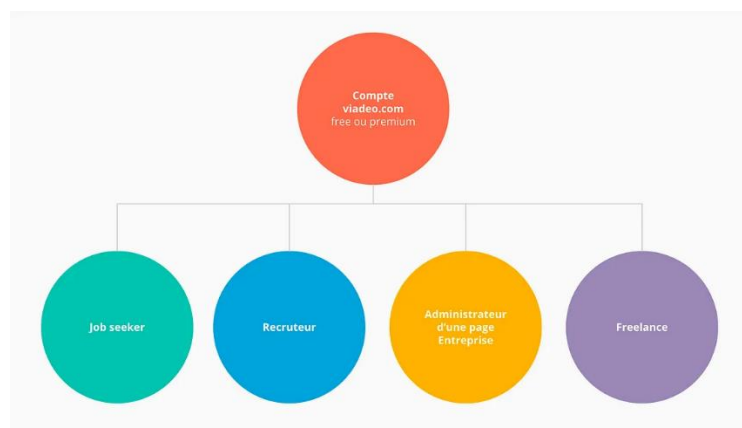 Compte
viadeo.com
free ou premium
Job seeker
Recruteur
Administrateur
d'une page
Entreprise
Freelance